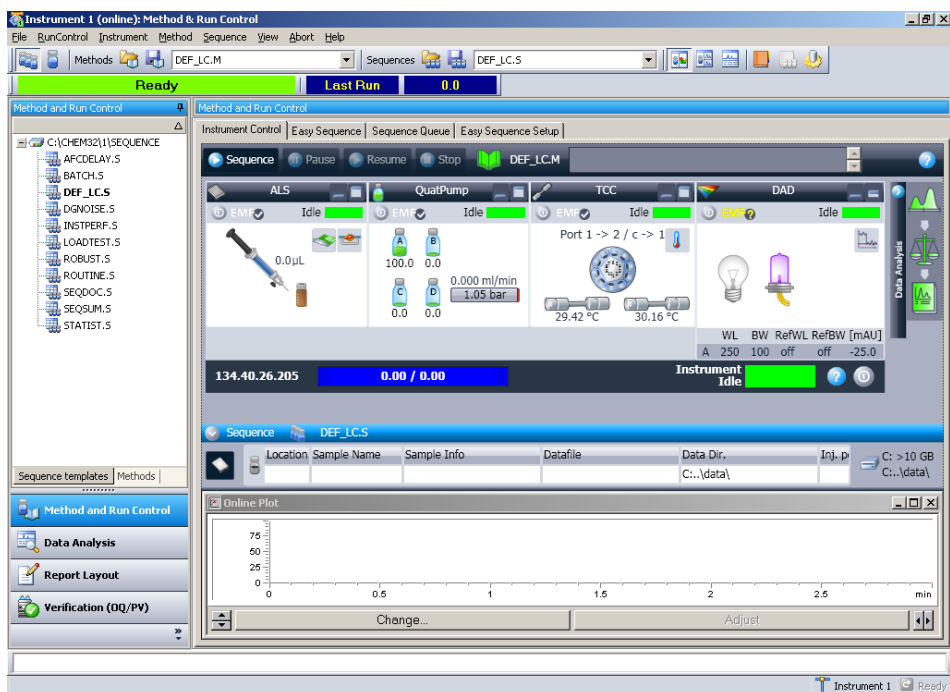 Instrument 1 (online): Method & Run Control
File RunControl Instrument Method Sequence View Abort Help
Methods DEF_LC.M Sequences DEF_LC.S
Ready Last Run 0.0
Method and Run Control
C:\CHEM32\1\SEQUENCE
AFCDELAY.S
BATCH.S
DEF_LC.S
DGNOISE.S
INSTPERF.S
LOADTEST.S
ROBUST.S
ROUTINE.S
SEQDOC.S
SEQSUM.S
STATIST.S
Sequence templates Methods
Method and Run Control
Data Analysis
Report Layout
Verification (OQ/PV)
Method and Run Control
Instrument Control Easy Sequence Sequence Queue Easy Sequence Setup
Sequence Pause Resume Stop DEF_LC.M
ALS QuatPump TCC DAD
EMF Idle EMF Idle EMF Idle EMF Idle
0.0µL
A B
100.0 0.0
C D
0.0 0.0
0.000 ml/min
1.05 bar
Port 1 -> 2 / c -> 1
29.42 °C 30.16 °C
WL BW RefWL RefBW [mAU]
A 250 100 off off -25.0
Data Analysis
134.40.26.205 0.00 / 0.00 Instrument
Idle
Sequence DEF_LC.S
Location Sample Name Sample Info Datafile Data Dir. Inj. p
C:..\data\
C: >10 GB
C:..\data\
Online Plot
75
50
25
0
0 0.5 1 1.5 2 2.5 min
Change... Adjust
Instrument 1 Ready